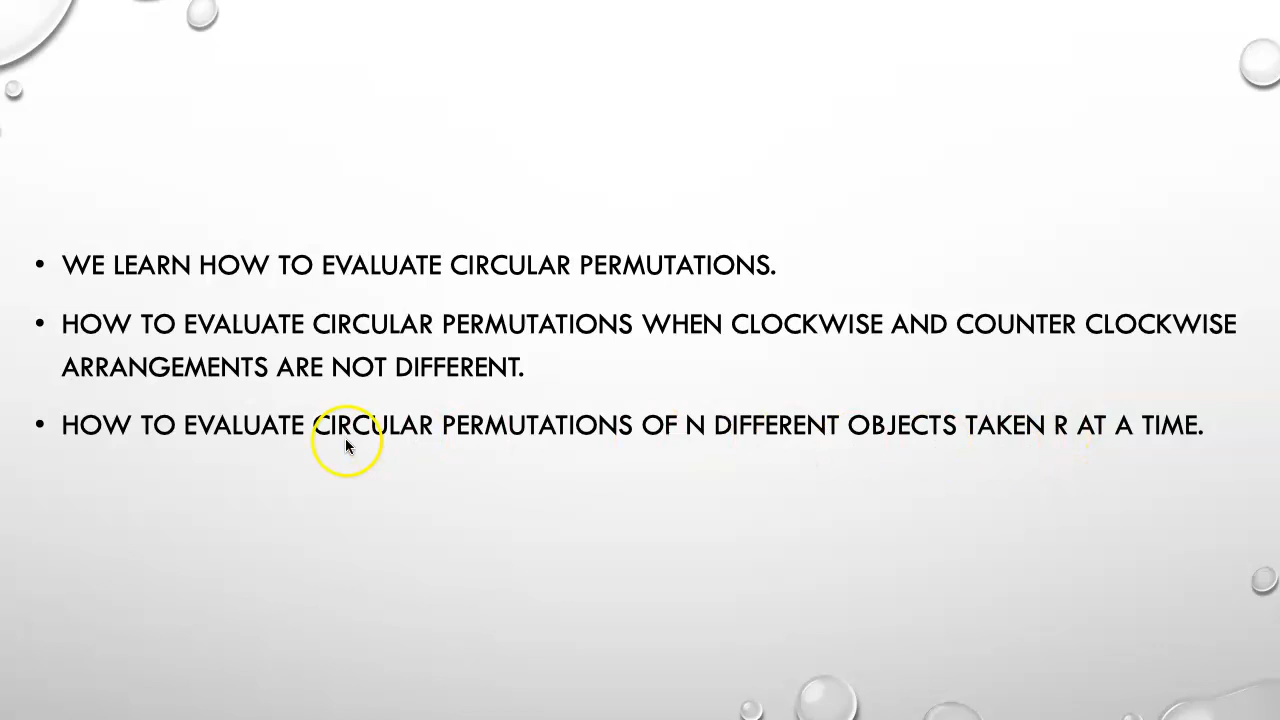 • WE LEARN HOW TO EVALUATE CIRCULAR PERMUTATIONS.
• HOW TO EVALUATE CIRCULAR PERMUTATIONS WHEN CLOCKWISE AND COUNTER CLOCKWISE
ARRANGEMENTS ARE NOT DIFFERENT.
• HOW TO EVALUATE CIRCULAR PERMUTATIONS OF N DIFFERENT OBJECTS TAKEN R AT A TIME.